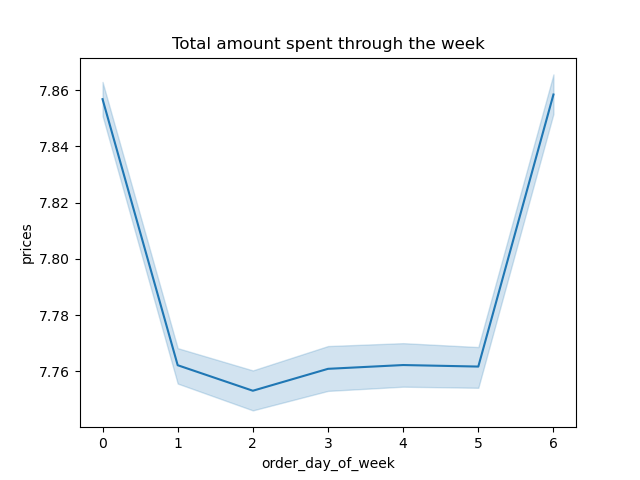 Total amount spent through the week
7.86
7.84
7.82
7.80
7.78
7.76
prices
0 1 2 3 4 5 6
order_day_of_week